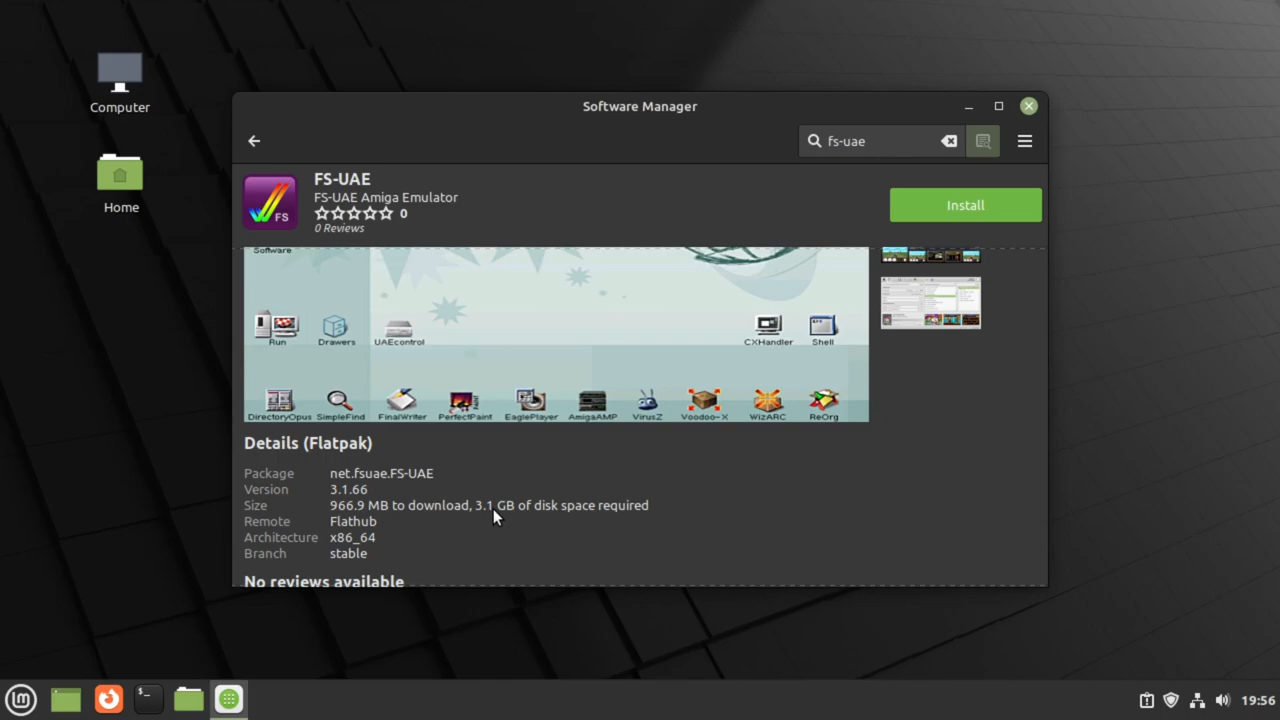 Computer
Home
Software Manager
fs-uae
FS
FS-UAE
FS-UAE Amiga Emulator
0
0 Reviews
Install
Software
Run
Drawers
UAEcontrol
CXHandler
Shell
DirectoryOpus
SimpleFind
FinalWriter
PerfectPaint
EaglePlayer
AmigaAMP
VirusZ
Voodoo-X
WizARC
ReOrg
Details (Flatpak)
Package net.fsuae.FS-UAE
Version 3.1.66
Size 966.9 MB to download, 3.1 GB of disk space required
Remote Flathub
Architecture x86_64
Branch stable
No reviews available
$_
19:56